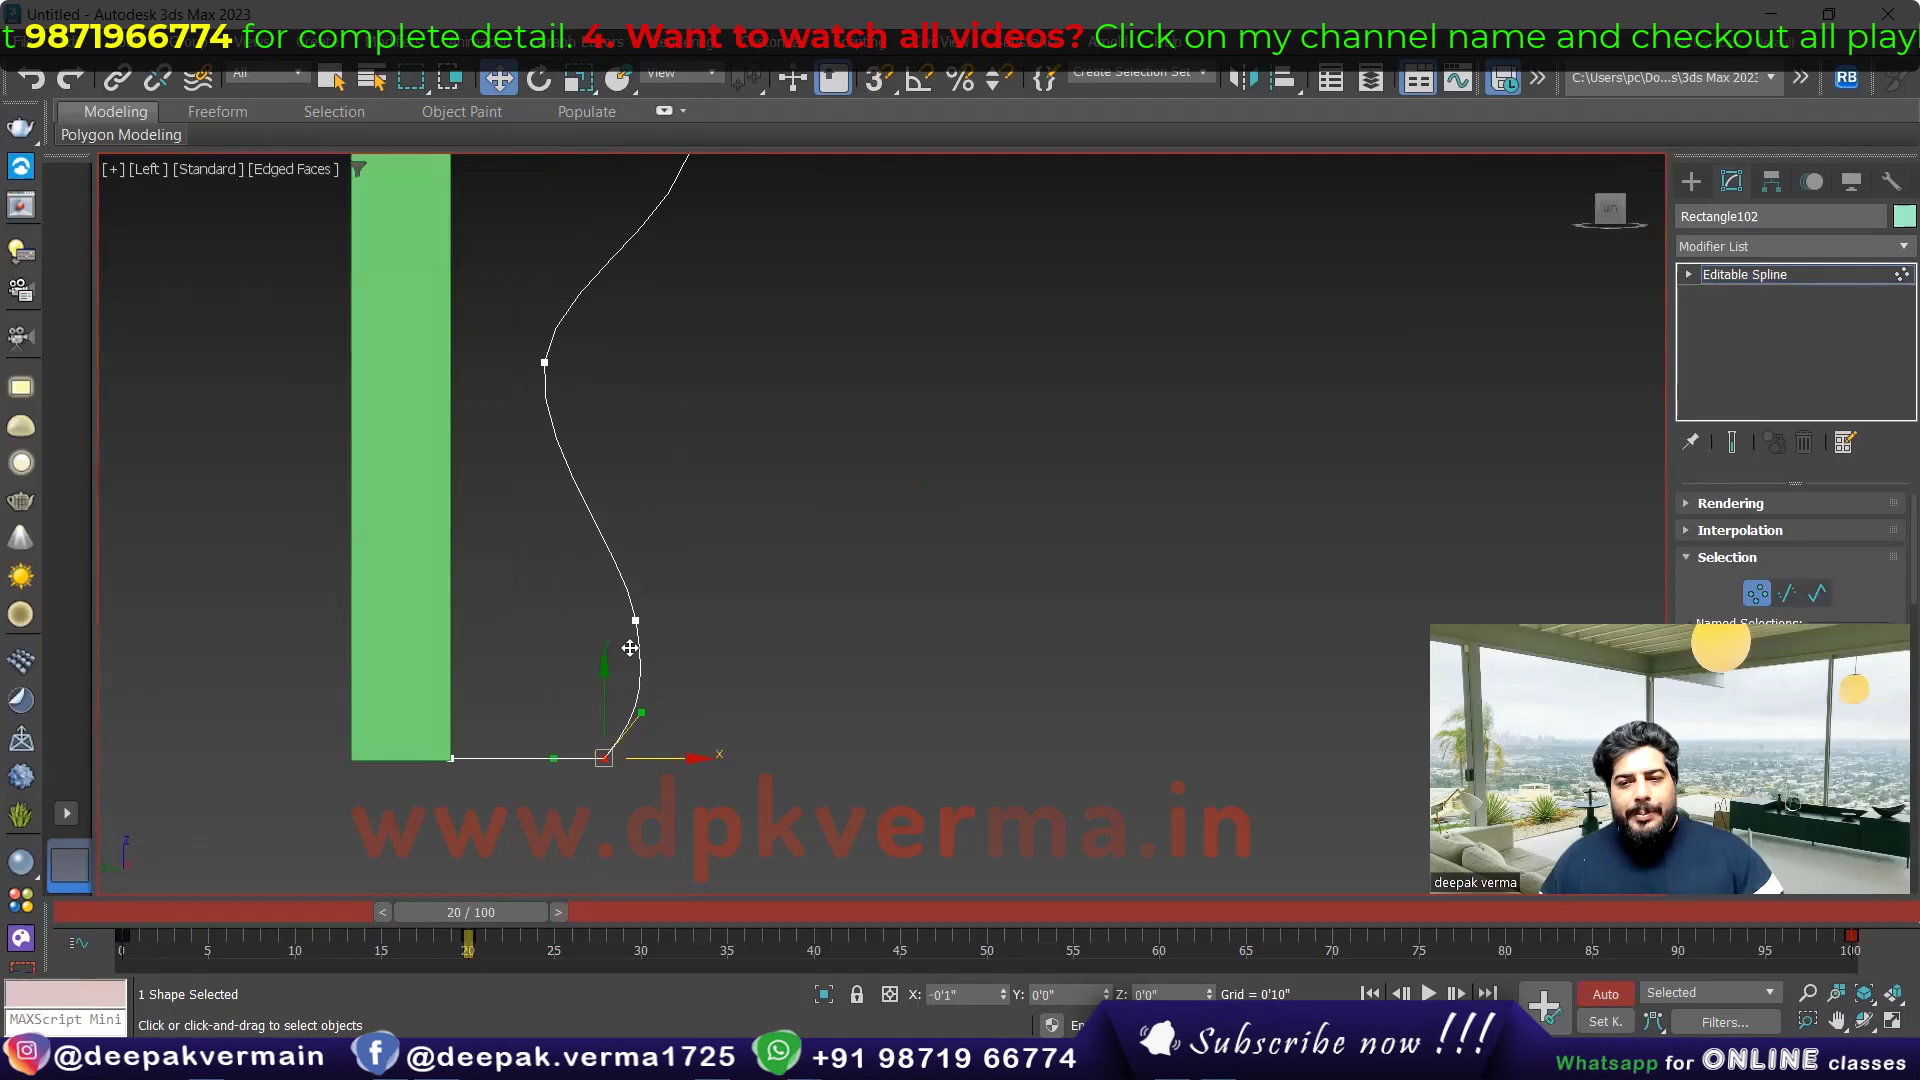 Untitled - Autodesk 3ds Max 2023
t 9871966774 for complete detail. 4. Want to watch all videos? Click on my channel name and checkout all playl
All
View
Create Selection Set
C:\Users\pc\Do...s\3ds Max 2023
RB
Modeling
Freeform
Selection
Object Paint
Populate
Polygon Modeling
[+] [Left ] [Standard ] [Edged Faces ]
Rectangle102
Modifier List
Editable Spline
Rendering
Interpolation
Selection
Named Selections:
x
z
www.dpkverma.in
deepak verma
< 20 / 100 >
0 5 10 15 20 25 30 35 40 45 50 55 60 65 70 75 80 85 90 95 100
1 Shape Selected
X: -0'1"
Y: 0'0"
Z: 0'0"
Grid = 0'10"
Auto
Selected
MAXScript Mini
Click or click-and-drag to select objects
En
Set K.
Filters...
@deepakvermain
@deepak.verma1725
+91 98719 66774
Subscribe now !!!
Whatsapp for ONLINE classes